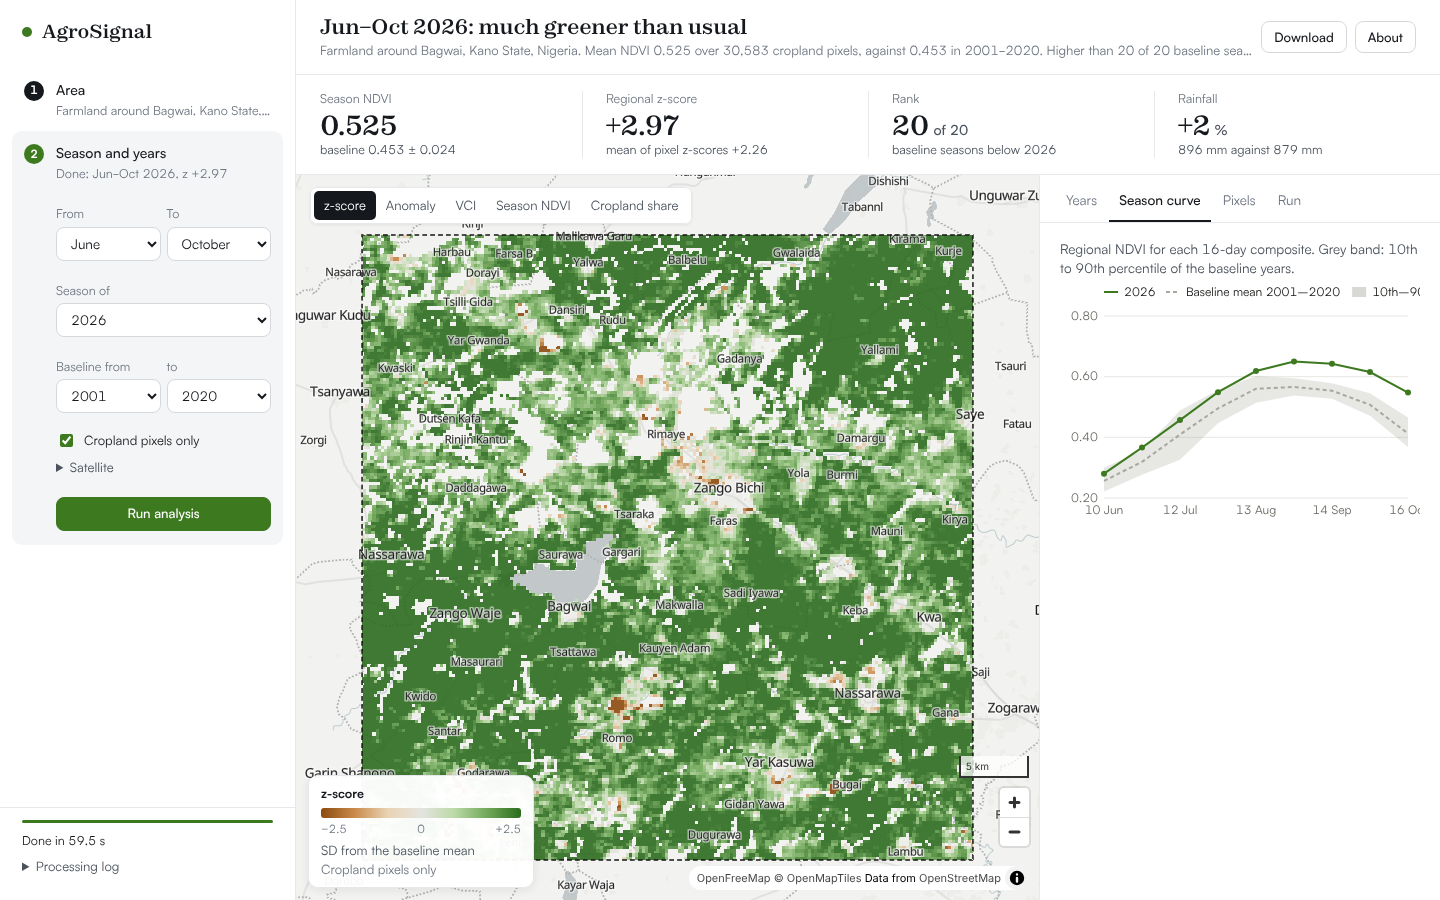 AgroSignal
1
Area
Farmland around Bagwai, Kano State,...
2
Season and years
Done: Jun–Oct 2026, z +2.97
From
To
June
October
Season of
2026
Baseline from
to
2001
2020
Cropland pixels only
Satellite
Run analysis
Done in 59.5 s
Processing log
Jun–Oct 2026: much greener than usual
Farmland around Bagwai, Kano State, Nigeria. Mean NDVI 0.525 over 30,583 cropland pixels, against 0.453 in 2001–2020. Higher than 20 of 20 baseline sea...
Download
About
Season NDVI
0.525
baseline 0.453 ± 0.024
Regional z-score
+2.97
mean of pixel z-scores +2.26
Rank
20 of 20
baseline seasons below 2026
Rainfall
+2 %
896 mm against 879 mm
z-score
Anomaly
VCI
Season NDVI
Cropland share
Dishishi
Unguwar Zu
Tabannl
Malikawa Garu
Kirama
Harbau
Farsa B
Yalwa
Balbelu
Gwalaida
Kurje
Nasarawa
Dorayi
Tsilli Gida
Dansiri
Rudu
nguwar Kudu
Yar Gwanda
Gadanya
Yallami
Kwaski
Tsauri
Tsanyawa
Dutsen Kafa
Saye
Fatau
Zorgi
Rinjin Kantu
Rimaye
Damargu
Daddagawa
Zango Bichi
Yola
Burmi
Tsaraka
Faras
Kirya
Mauni
Nassarawa
Saurawa
Gargari
Bagwai
Makwalla
Sadi Iyawa
Zango Waje
Keba
Kwa
Tsattawa
Kauyen Adam
Masaurari
Saji
Kwido
Nassarawa
Gana
Zogaraw
Santar
Romo
Yar Kasuwa
Garin Shanono
Godarawa
Bugai
Gidan Yawa
Dugurawa
Lambu
Kayar Waja
5 km
+
−
z-score
−2.5
0
+2.5
SD from the baseline mean
Cropland pixels only
OpenFreeMap © OpenMapTiles Data from OpenStreetMap
Years
Season curve
Pixels
Run
Regional NDVI for each 16-day composite. Grey band: 10th
to 90th percentile of the baseline years.
2026
Baseline mean 2001—2020
10th—90
0.80
0.60
0.40
0.20
10 Jun
12 Jul
13 Aug
14 Sep
16 Oc